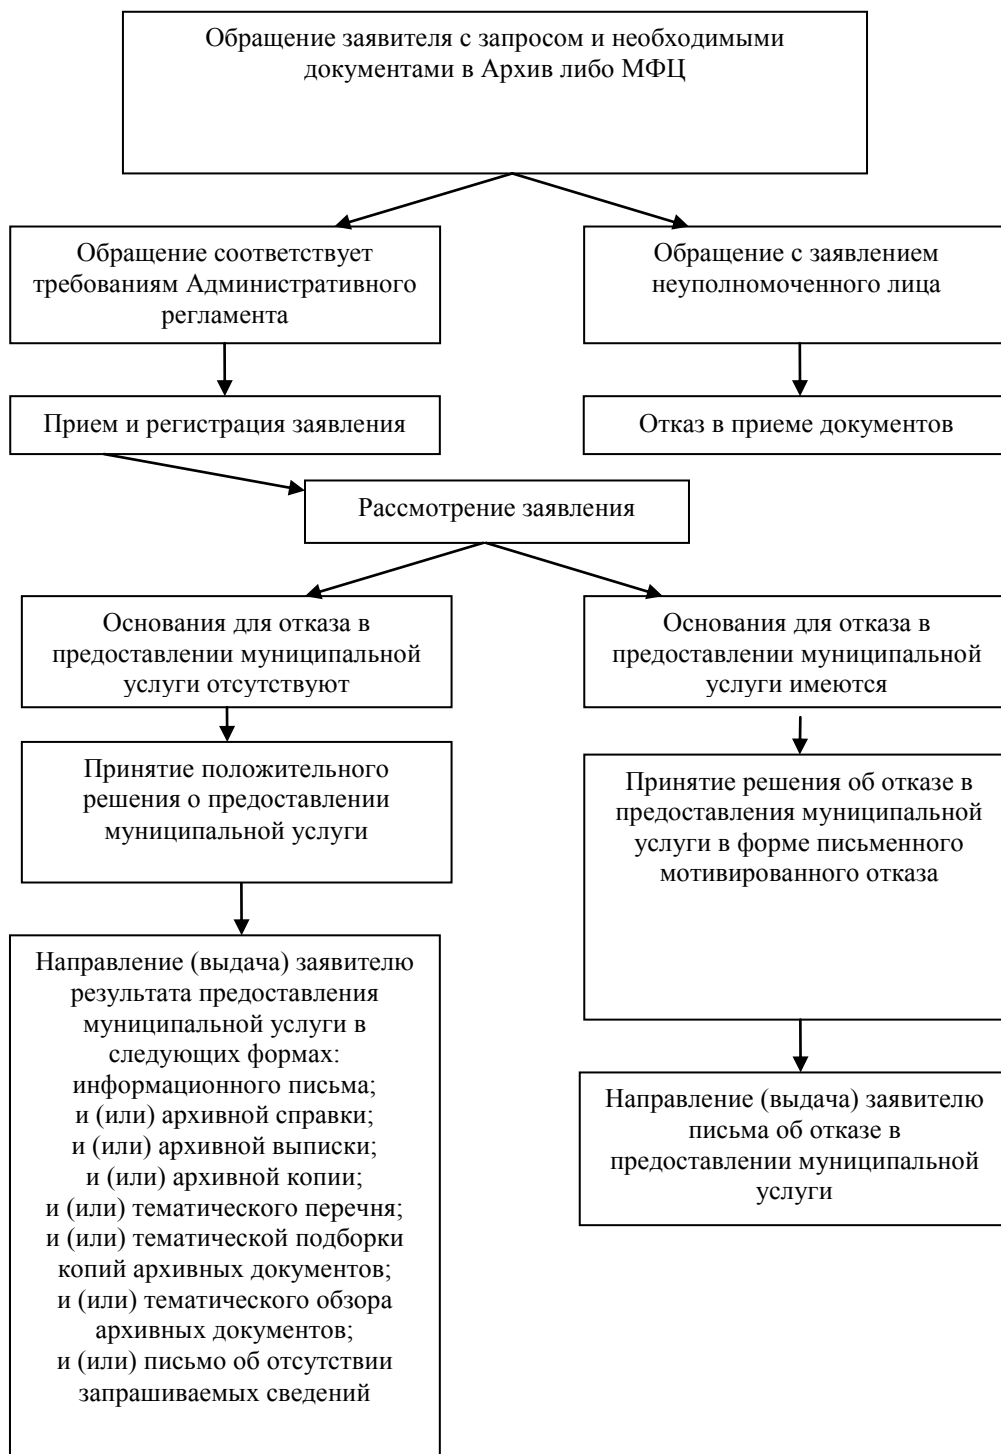 Обращение заявителя с запросом и необходимыми
документами в Архив либо МФЦ
Обращение соответствует
требованиям Административного
регламента
Обращение с заявлением
неуполномоченного лица
Прием и регистрация заявления
Отказ в приеме документов
Рассмотрение заявления
Основания для отказа в
предоставлении муниципальной
услуги отсутствуют
Основания для отказа в
предоставлении муниципальной
услуги имеются
Принятие положительного
решения о предоставлении
муниципальной услуги
Принятие решения об отказе в
предоставления муниципальной
услуги в форме письменного
мотивированного отказа
Направление (выдача) заявителю
результата предоставления
муниципальной услуги в
следующих формах:
информационного письма;
и (или) архивной справки;
и (или) архивной выписки;
и (или) архивной копии;
и (или) тематического перечня;
и (или) тематической подборки
копий архивных документов;
и (или) тематического обзора
архивных документов;
и (или) письмо об отсутствии
запрашиваемых сведений
Направление (выдача) заявителю
письма об отказе в
предоставлении муниципальной
услуги